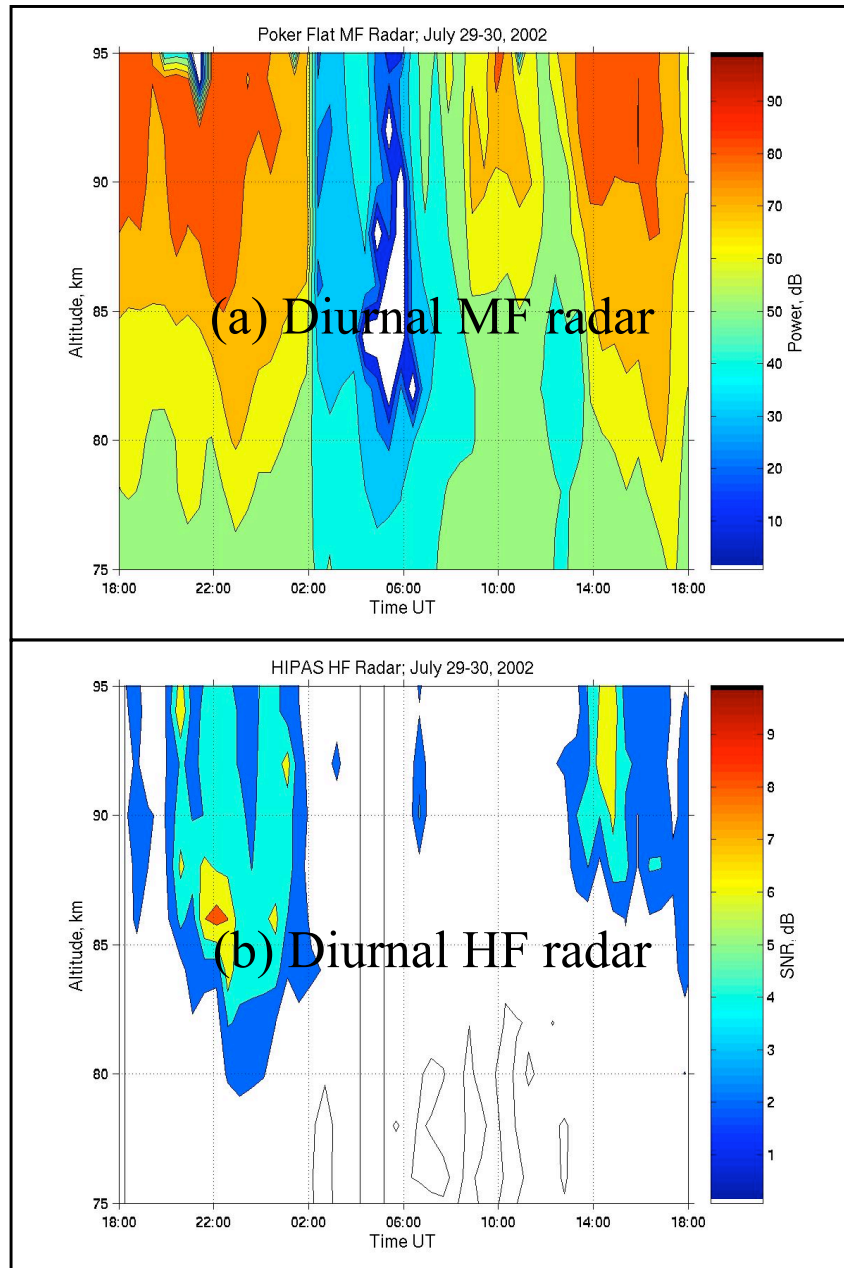 Poker Flat MF Radar; July 29-30, 2002
95
90
85
80
75
Altitude, km
(a) Diurnal MF radar
18:00 22:00 02:00 06:00 10:00 14:00 18:00
Time UT
90
80
70
60
50
40
30
20
10
Power, dB
HIPAS HF Radar; July 29-30, 2002
95
90
85
80
75
Altitude, km
(b) Diurnal HF radar
18:00 22:00 02:00 06:00 10:00 14:00 18:00
Time UT
9
8
7
6
5
4
3
2
1
SNR, dB